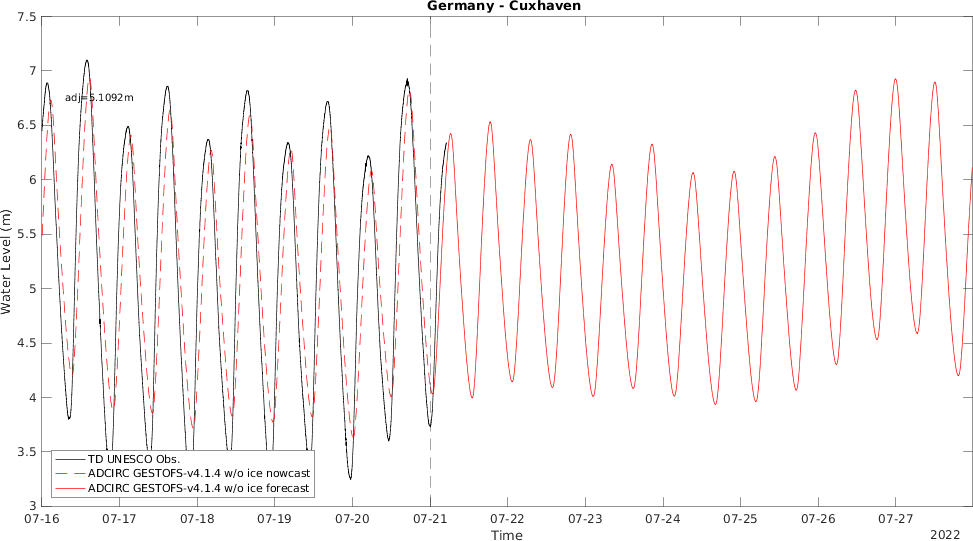 Germany - Cuxhaven
7.5
7
6.5
6
5.5
5
4.5
4
3.5
3
Water Level (m)
adj=5.1092m
TD UNESCO Obs.
ADCIRC GESTOFS-v4.1.4 w/o ice nowcast
ADCIRC GESTOFS-v4.1.4 w/o ice forecast
07-16 07-17 07-18 07-19 07-20 07-21 07-22 07-23 07-24 07-25 07-26 07-27
Time
2022